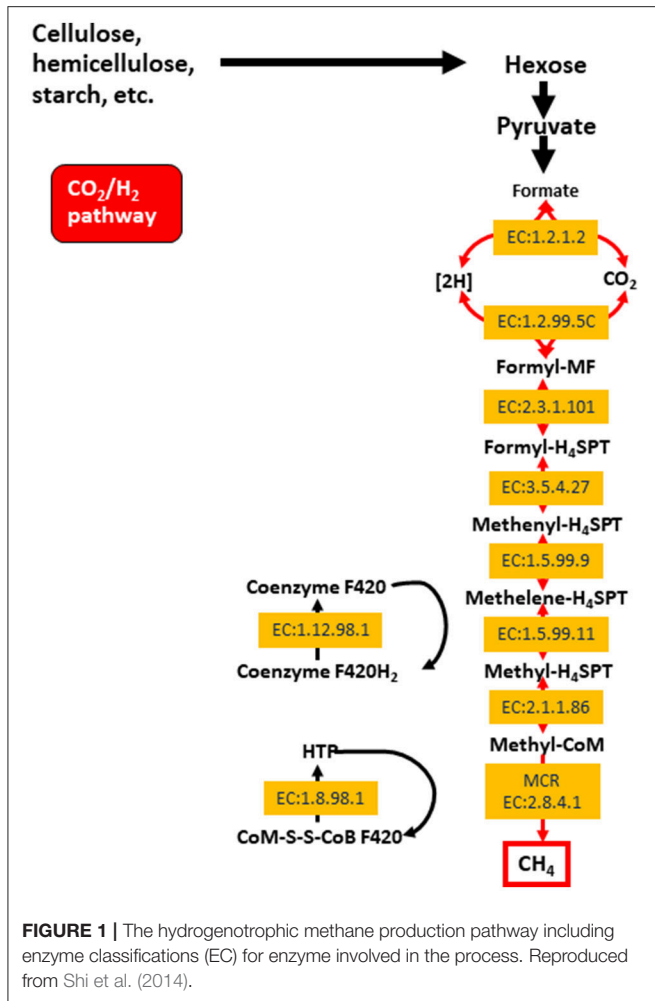 Cellulose,
hemicellulose,
starch, etc.
Hexose
Pyruvate
CO₂/H₂
pathway
Formate
EC:1.2.1.2
[2H]
CO₂
EC:1.2.99.5C
Formyl-MF
EC:2.3.1.101
Formyl-H₄SPT
EC:3.5.4.27
Methenyl-H₄SPT
EC:1.5.99.9
Coenzyme F420
Methelene-H₄SPT
EC:1.12.98.1
EC:1.5.99.11
Coenzyme F420H₂
Methyl-H₄SPT
EC:2.1.1.86
HTP
Methyl-CoM
EC:1.8.98.1
MCR
EC:2.8.4.1
CoM-S-S-CoB F420
CH₄
FIGURE 1 | The hydrogenotrophic methane production pathway including
enzyme classifications (EC) for enzyme involved in the process. Reproduced
from Shi et al. (2014).